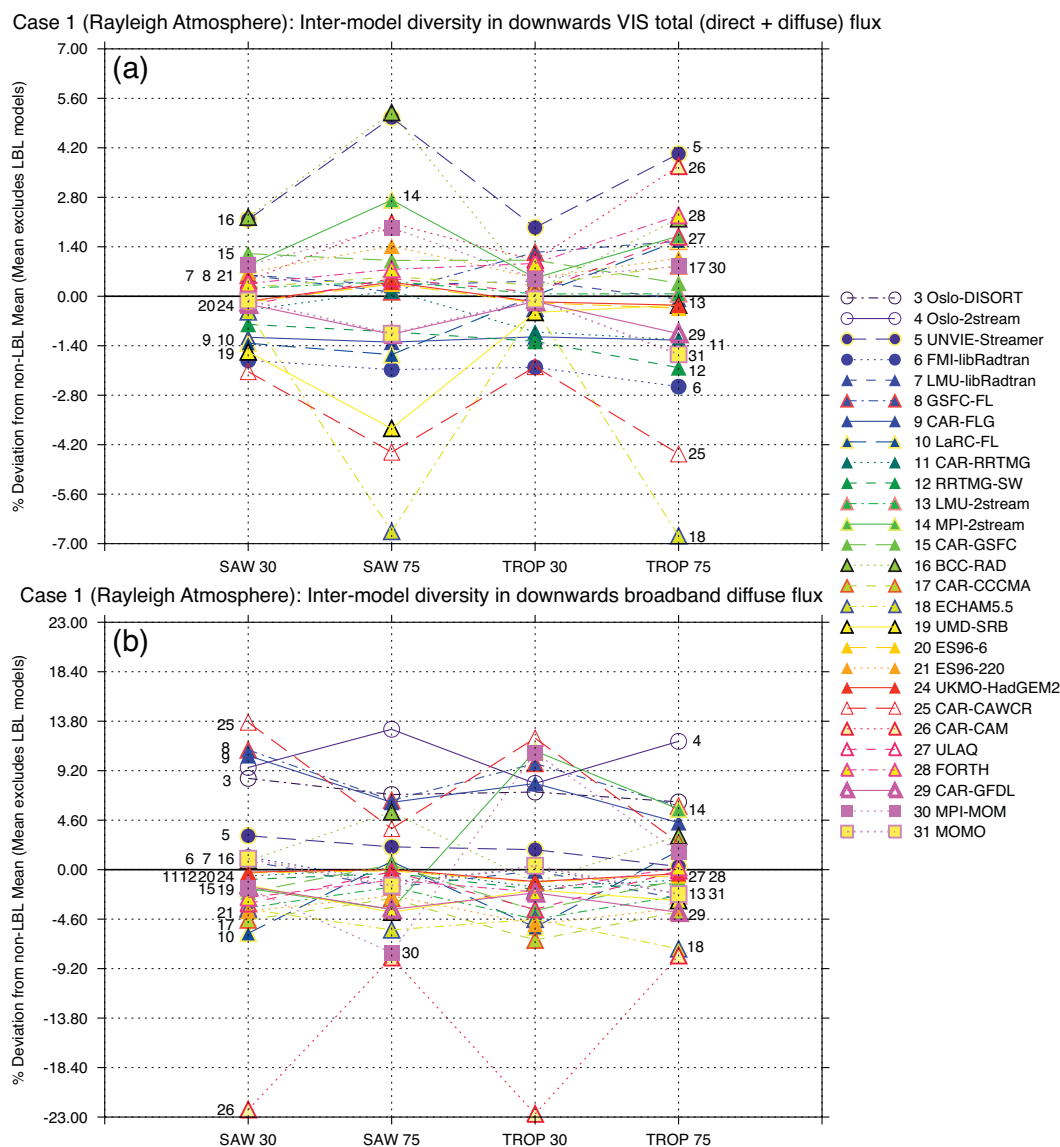 Case 1 (Rayleigh Atmosphere): Inter-model diversity in downwards VIS total (direct + diffuse) flux
(a)
% Deviation from non-LBL Mean (Mean excludes LBL models)
7.00
5.60
4.20
2.80
1.40
0.00
-1.40
-2.80
-4.20
-5.60
-7.00
16
15
7 8 21
20 24
9 10
19
14
5
26
28
27
17 30
13
29 11
31
12
6
25
18
SAW 30 SAW 75 TROP 30 TROP 75
Case 1 (Rayleigh Atmosphere): Inter-model diversity in downwards broadband diffuse flux
(b)
% Deviation from non-LBL Mean (Mean excludes LBL models)
23.00
18.40
13.80
9.20
4.60
0.00
-4.60
-9.20
-13.80
-18.40
-23.00
25
8
9
3
5
6 7 16
11122024
15 19
21
17
10
26
30
4
14
27 28
13 31
29
18
SAW 30 SAW 75 TROP 30 TROP 75
3 Oslo-DISORT
4 Oslo-2stream
5 UNVIE-Streamer
6 FMI-libRadtran
7 LMU-libRadtran
8 GSFC-FL
9 CAR-FLG
10 LaRC-FL
11 CAR-RRTMG
12 RRTMG-SW
13 LMU-2stream
14 MPI-2stream
15 CAR-GSFC
16 BCC-RAD
17 CAR-CCCMA
18 ECHAM5.5
19 UMD-SRB
20 ES96-6
21 ES96-220
24 UKMO-HadGEM2
25 CAR-CAWCR
26 CAR-CAM
27 ULAQ
28 FORTH
29 CAR-GFDL
30 MPI-MOM
31 MOMO